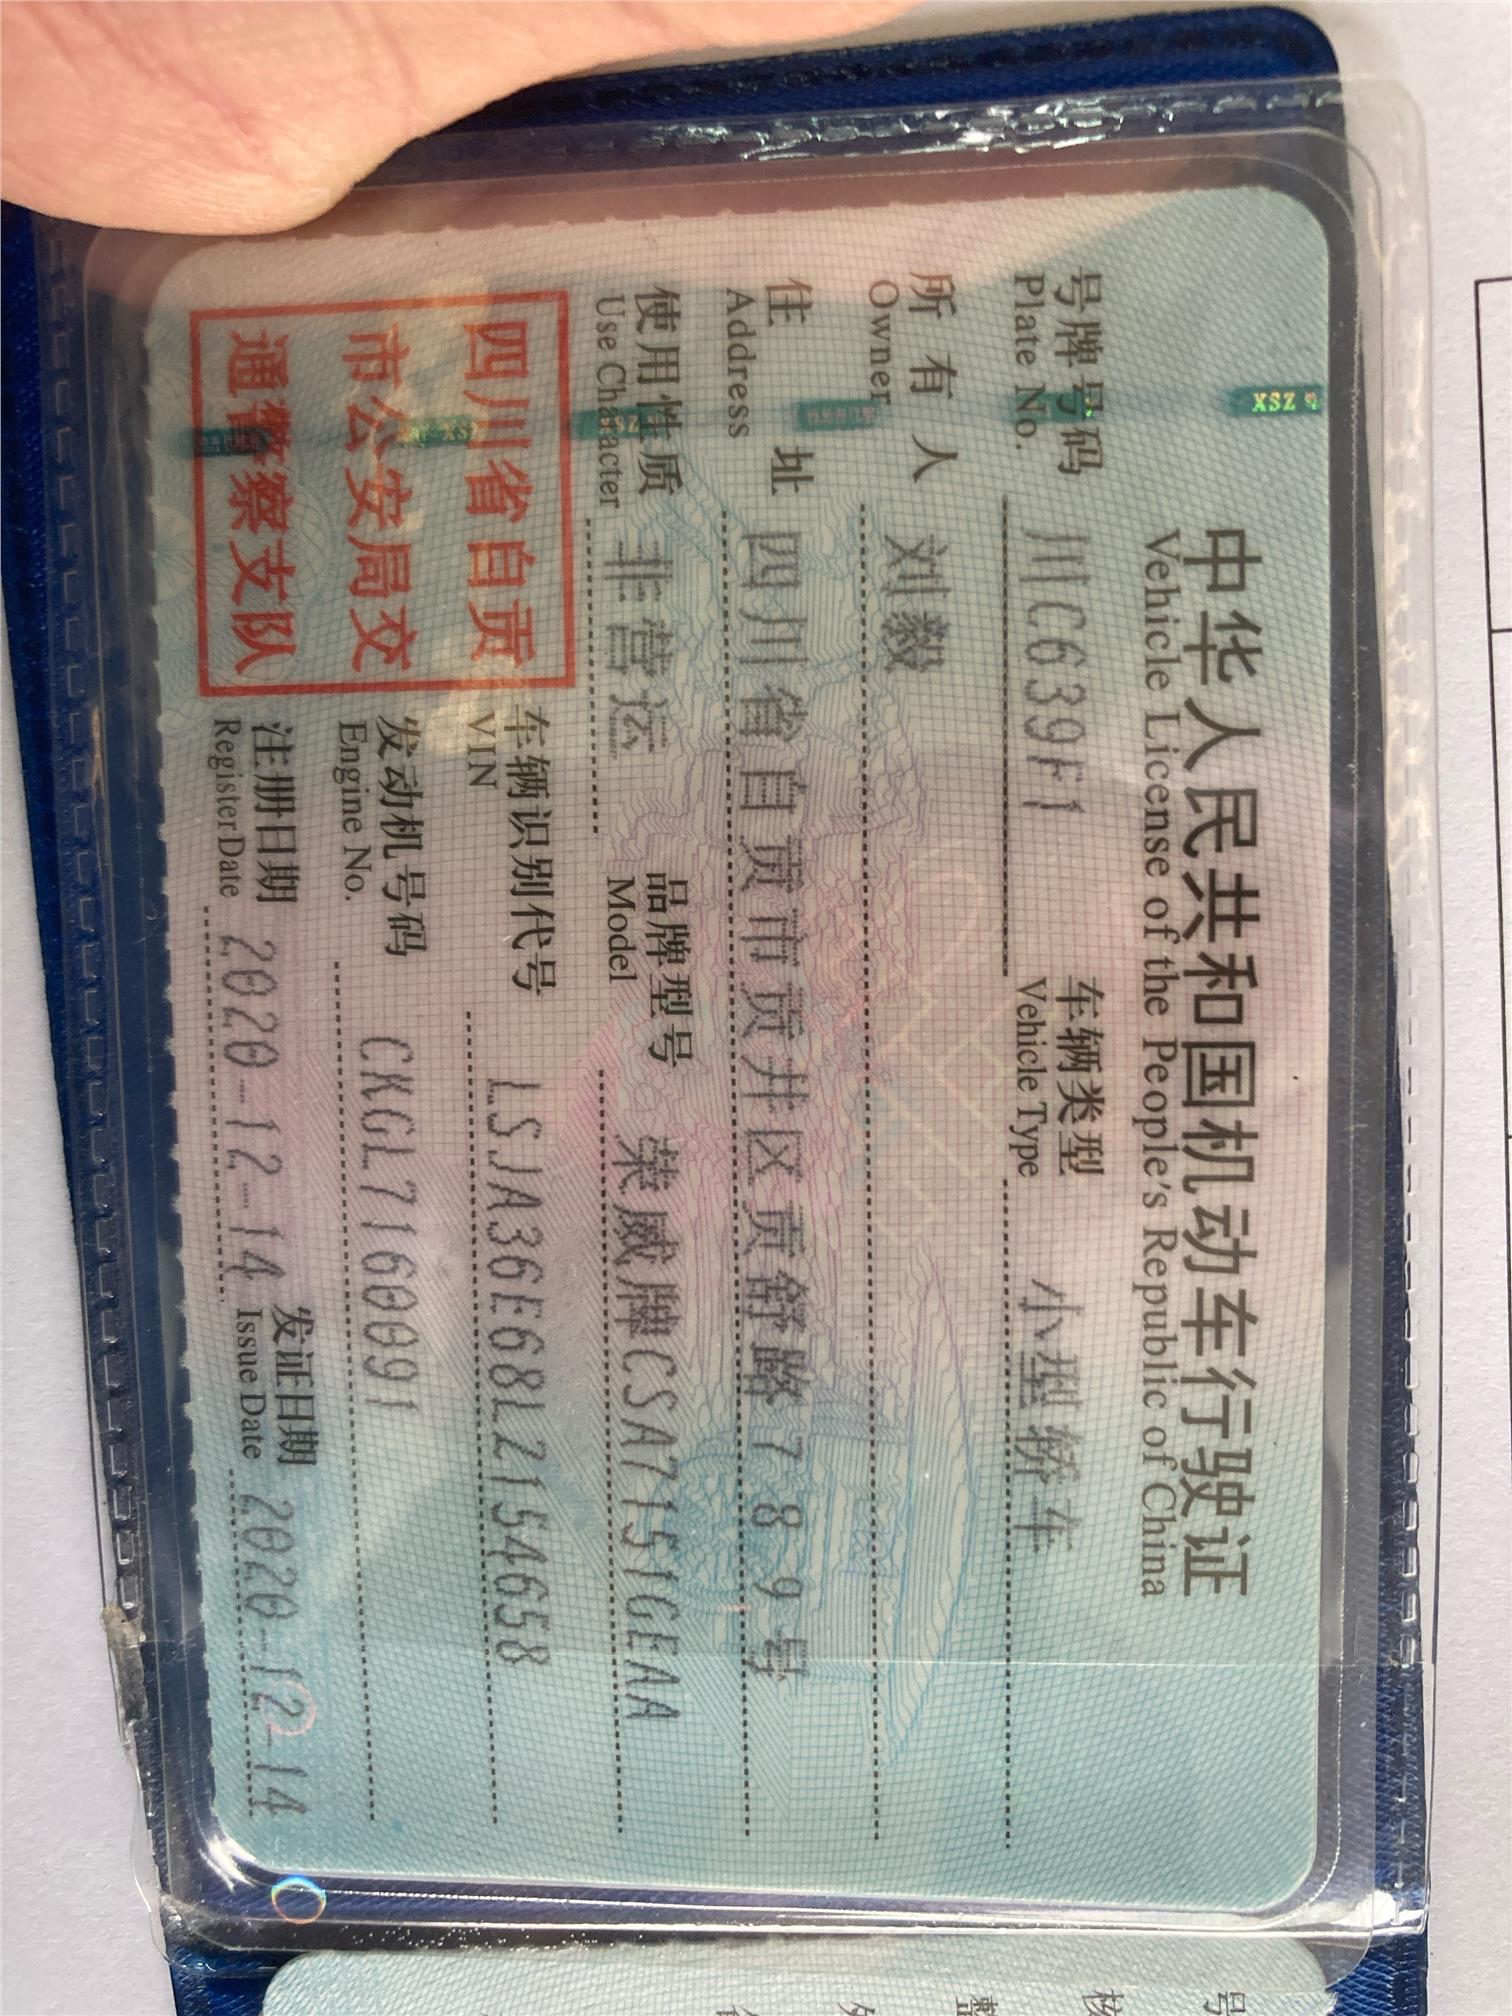 中华人民共和国机动车行驶证
Vehicle License of the People's Republic of China
号牌号码 川C639F1 车辆类型 小型轿车
Plate No. Vehicle Type
所有人 刘毅
Owner
住址 四川省自贡市贡井区贡舒路789号
Address
使用性质 非营运 品牌型号 荣威牌CSA7151GEAA
Use Character Model
四川省自贡
市公安局交
通警察支队
车辆识别代号 LSJA36E68LZ154658
VIN
发动机号码 CKGL7160091
Engine No.
注册日期 2020-12-14 发证日期 2020-12-14
Register Date Issue Date
XSZ